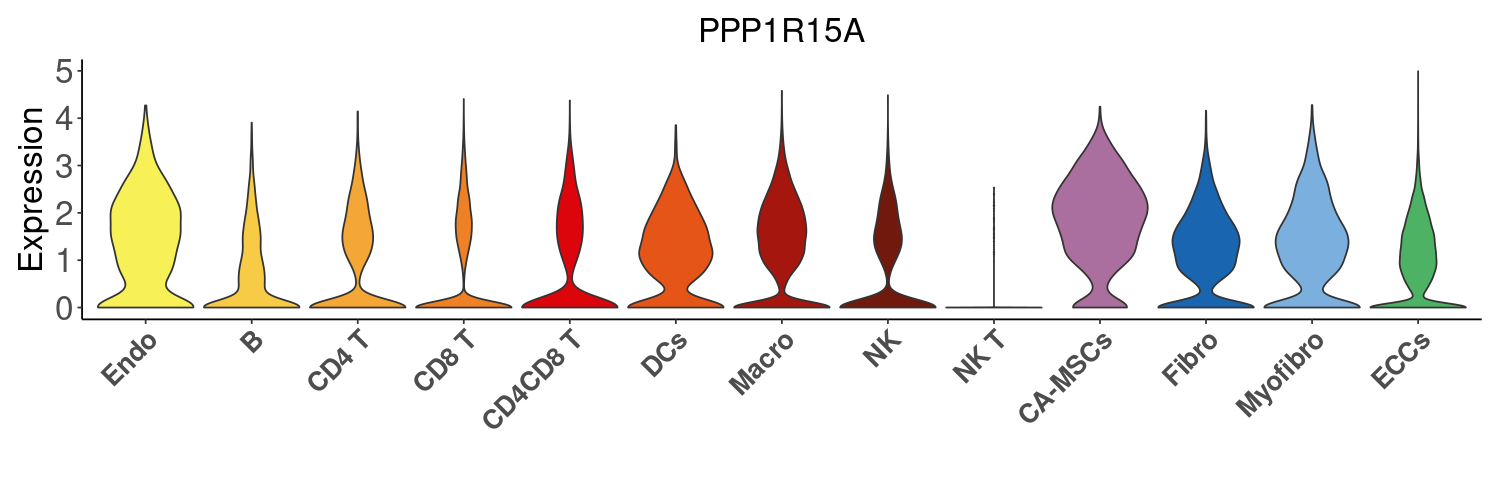 PPP1R15A
Expression
5
4
3
2
1
0
Endo
B
CD4 T
CD8 T
CD4CD8 T
DCs
Macro
NK
NK T
CA-MSCs
Fibro
Myofibro
ECCs